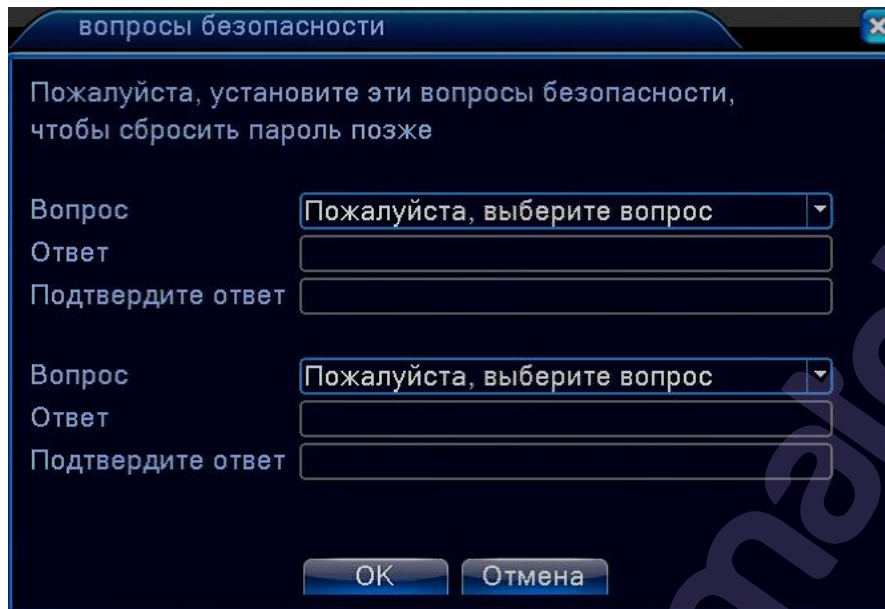 вопросы безопасности
Пожалуйста, установите эти вопросы безопасности,
чтобы сбросить пароль позже
Вопрос Пожалуйста, выберите вопрос
Ответ
Подтвердите ответ
Вопрос Пожалуйста, выберите вопрос
Ответ
Подтвердите ответ
OK Отмена